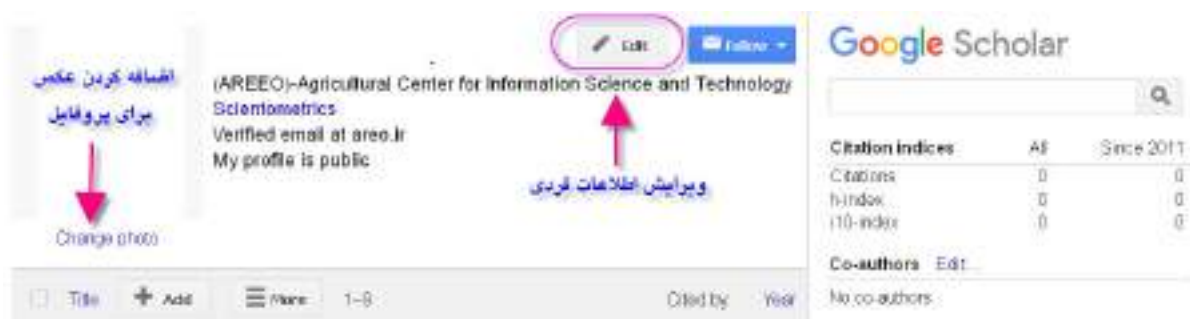 Edit
Follow
اضافه کردن عکس
برای پروفایل
(AREEO)-Agricultural Center for Information Science and Technology
Scientometrics
Verified email at areo.ir
My profile is public
ویرایش اطلاعات فردی
Change photo
Title Add More 1–8 Cited by Year
Google Scholar
Citation indices All Since 2011
Citations 0 0
h-index 0 0
i10-index 0 0
Co-authors Edit...
No co-authors